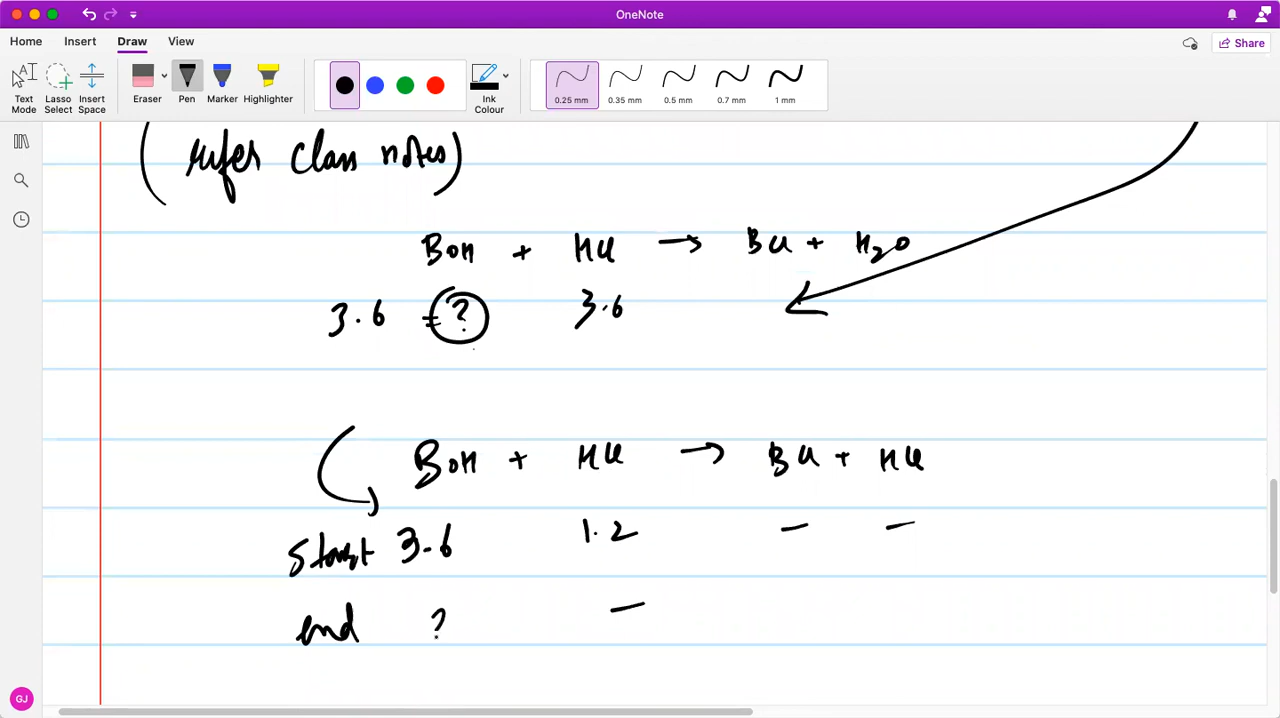 OneNote
Home Insert Draw View
Share
Text Mode
Lasso Select
Insert Space
Eraser
Pen
Marker
Highlighter
Ink Colour
0.25 mm
0.35 mm
0.5 mm
0.7 mm
1 mm
(refer class notes)
BOH + HCl → BCl + H2O
3.6 = ? 3.6
BOH + HCl → BCl + HCl
start 3.6 1.2 — —
end ? —
GJ